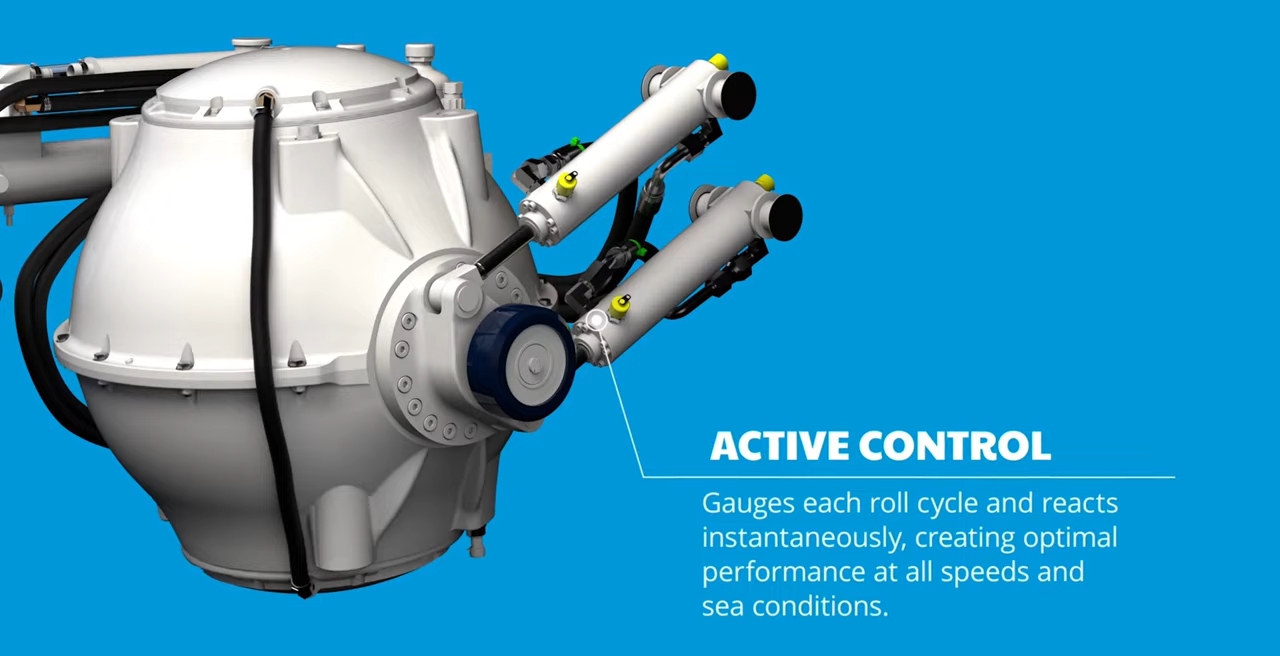 ACTIVE CONTROL
Gauges each roll cycle and reacts
instantaneously, creating optimal
performance at all speeds and
sea conditions.